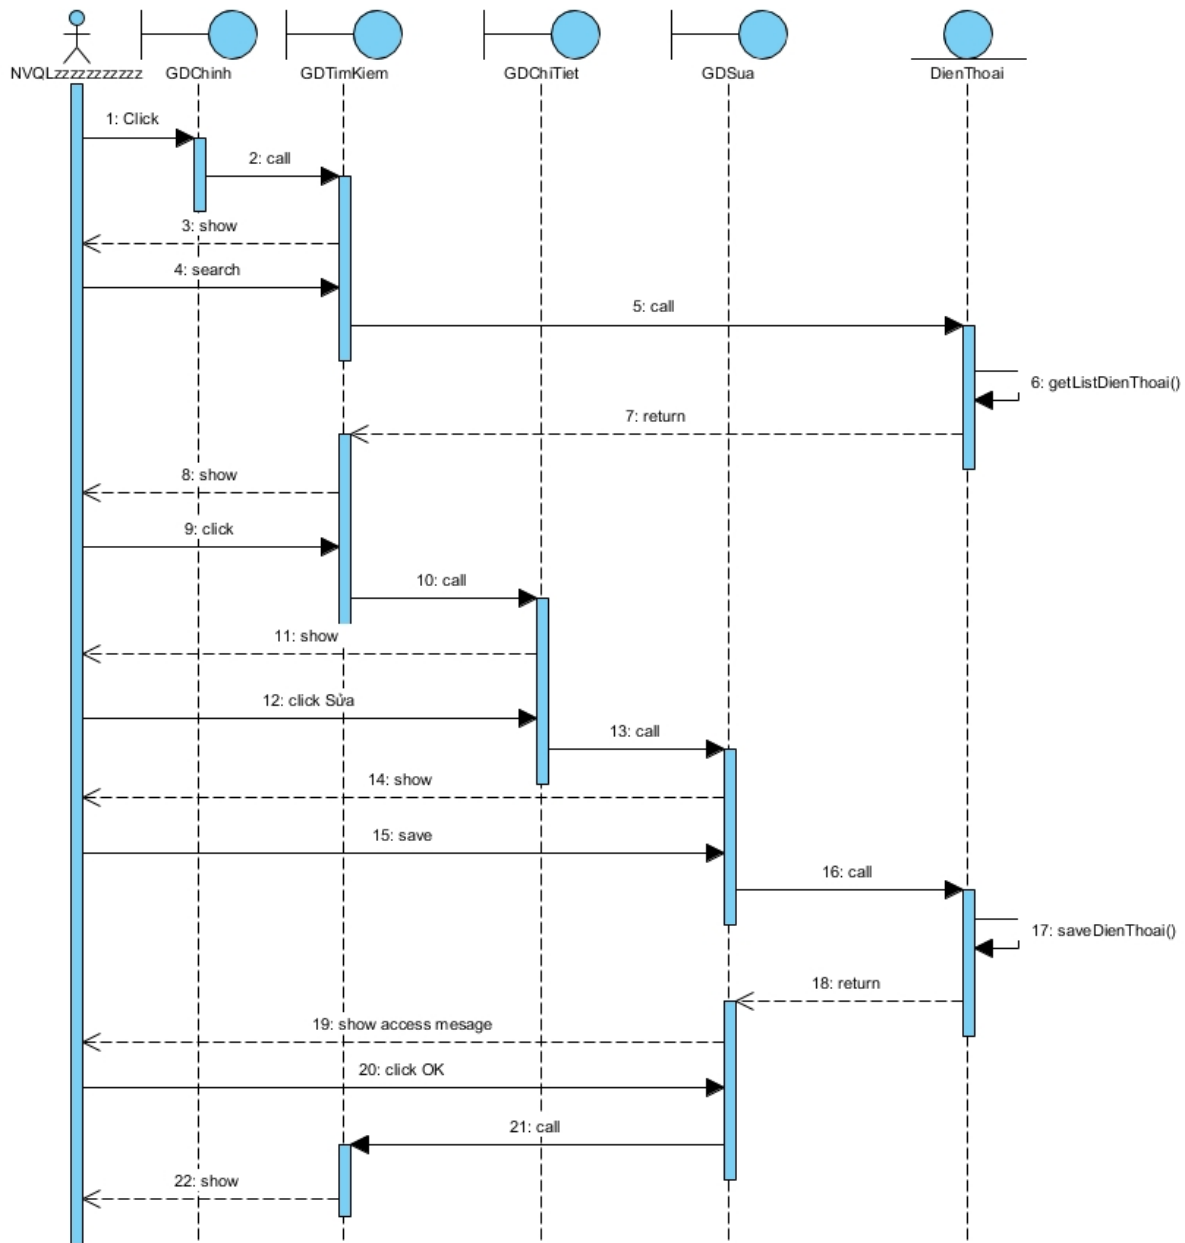 NVQLzzzzzzzzzzz
GDChinh
GDTimKiem
GDChiTiet
GDSua
DienThoai
1: Click
2: call
3: show
4: search
5: call
6: getListDienThoai()
7: return
8: show
9: click
10: call
11: show
12: click Sửa
13: call
14: show
15: save
16: call
17: saveDienThoai()
18: return
19: show access mesage
20: click OK
21: call
22: show